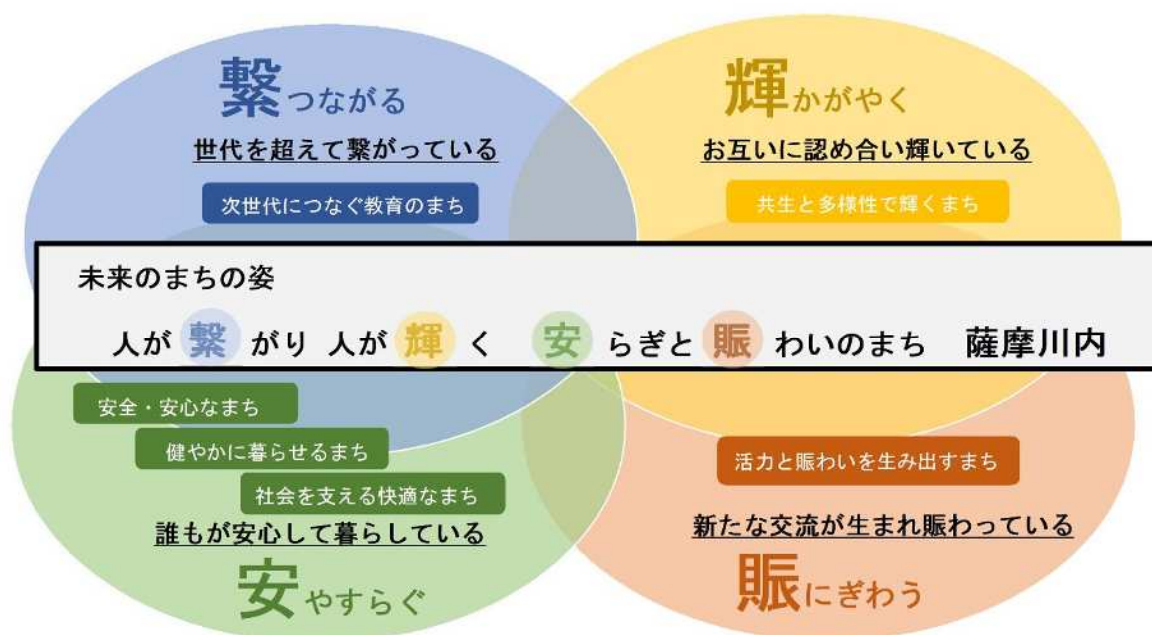 繋つながる
世代を超えて繋がっている
次世代につなぐ教育のまち
輝かがやく
お互いに認め合い輝いている
共生と多様性で輝くまち
未来のまちの姿
人が繋がり 人が輝く 安らぎと賑わいのまち 薩摩川内
安全・安心なまち
健やかに暮らせるまち
社会を支える快適なまち
誰もが安心して暮らしている
安やすらぐ
活力と賑わいを生み出すまち
新たな交流が生まれ賑わっている
賑にぎわう